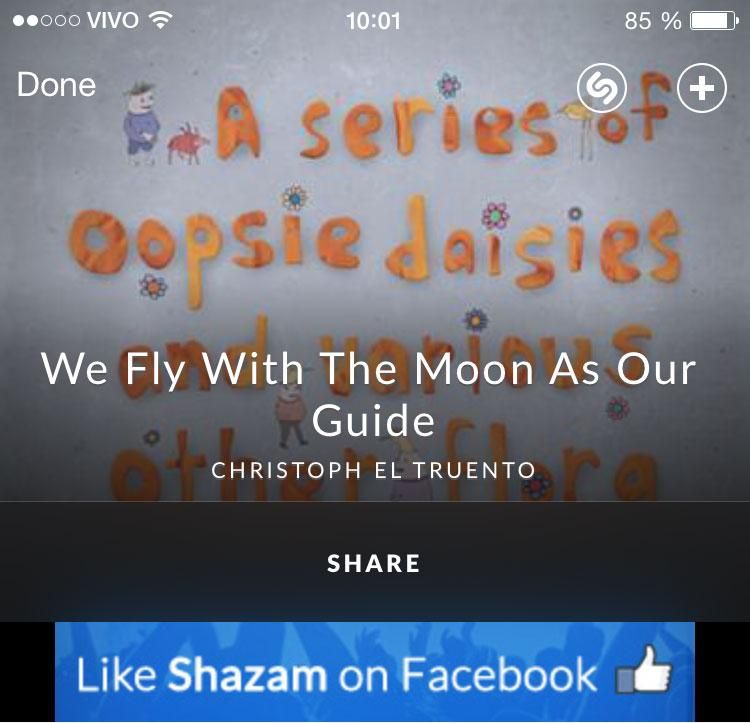 VIVO 10:01 85 %
Done
A series of
oopsie daisies
and various
We Fly With The Moon As Our
Guide
other flora
CHRISTOPH EL TRUENTO
SHARE
Like Shazam on Facebook